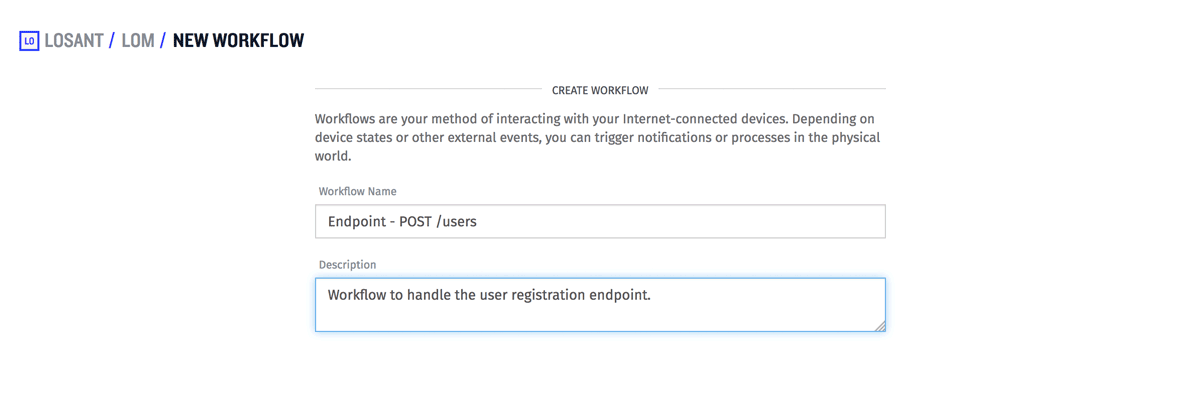 LO LOSANT / LOM / NEW WORKFLOW
CREATE WORKFLOW
Workflows are your method of interacting with your Internet-connected devices. Depending on
device states or other external events, you can trigger notifications or processes in the physical
world.
Workflow Name
Endpoint - POST /users
Description
Workflow to handle the user registration endpoint.